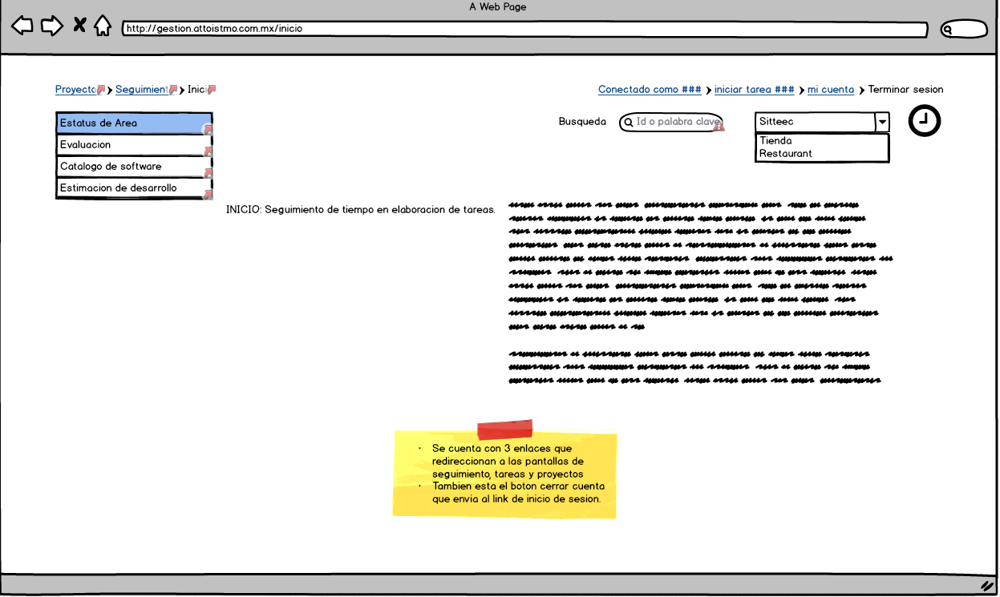 A Web Page
http://gestion.attoistmo.com.mx/inicio
Proyecto Seguimient Inici
Conectado como ### iniciar tarea ### mi cuenta Terminar sesion
Estatus de Area
Evaluacion
Catalogo de software
Estimacion de desarrollo
Busqueda
Id o palabra clave
Sitteec
Tienda
Restaurant
INICIO: Seguimiento de tiempo en elaboracion de tareas.
· Se cuenta con 3 enlaces que
redireccionan a las pantallas de
seguimiento, tareas y proyectos
· Tambien esta el boton cerrar cuenta
que envia al link de inicio de sesion.